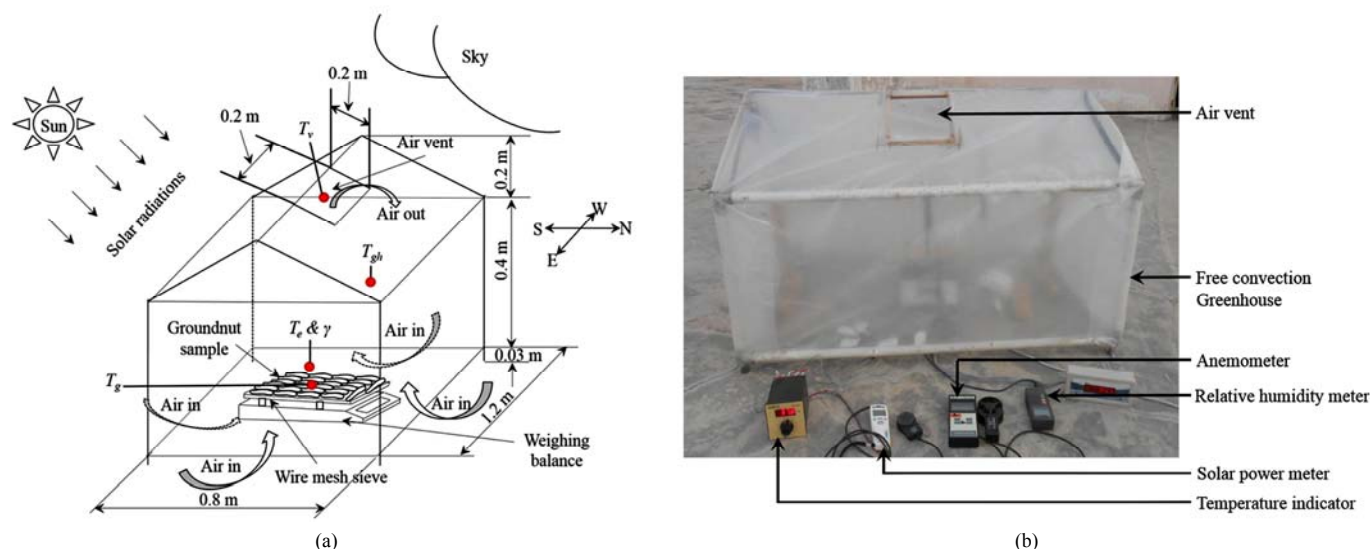 Sky
0.2 m
0.2 m
Sun
Solar radiations
T_v
Air vent
Air out
0.2 m
0.4 m
W
S
N
E
T_gh
Groundnut
sample
T_e & γ
Air in
0.03 m
T_g
Air in
Air in
1.2 m
Air in
Weighing
balance
Wire mesh sieve
0.8 m
(a)
Air vent
Free convection
Greenhouse
Anemometer
Relative humidity meter
Solar power meter
Temperature indicator
(b)